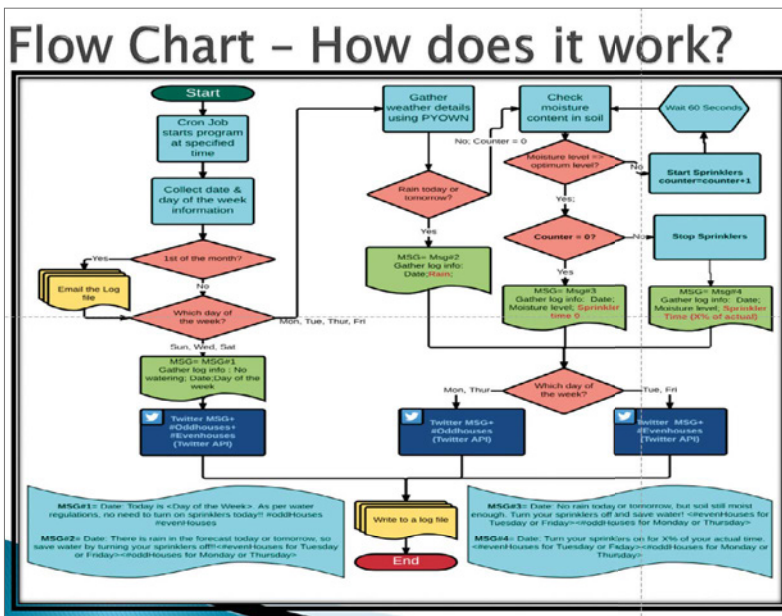 Flow Chart – How does it work?
Start
Cron Job
starts program
at specified
time
Collect date &
day of the week
information
1st of the month?
Yes
No
Email the Log
file
Which day of
the week?
Mon, Tue, Thur, Fri
Sun, Wed, Sat
MSG= MSG#1
Gather log info : No
watering; Date;Day of the
week
Twitter MSG+
#Oddhouses+
#Evenhouses
(Twitter API)
Gather
weather details
using PYOWN
Rain today or
tomorrow?
No; Counter = 0
Yes
MSG= Msg#2
Gather log info:
Date;Rain;
Check
moisture
content in soil
Wait 60 Seconds
Moisture level =>
optimum level?
No
Start Sprinklers
counter=counter+1
Yes;
Counter = 0?
No
Stop Sprinklers
Yes
MSG= Msg#3
Gather log info: Date;
Moisture level; Sprinkler
time 0
MSG= Msg#4
Gather log info: Date;
Moisture level, Sprinkler
Time (X% of actual)
Which day of
the week?
Mon, Thur
Tue, Fri
Twitter MSG+
#Oddhouses
(Twitter API)
Twitter MSG+
#Evenhouses
(Twitter API)
MSG#1= Date: Today is <Day of the Week>. As per water
regulations, no need to turn on sprinklers today!! #oddHouses
#evenHouses
MSG#2= Date: There is rain in the forecast today or tomorrow, so
save water by turning your sprinklers off!!<#evenHouses for Tuesday
or Friday><#oddHouses for Monday or Thursday>
Write to a log file
End
MSG#3= Date: No rain today or tomorrow, but soil still moist
enough. Turn your sprinklers off and save water! <#evenHouses for
Tuesday or Friday><#oddHouses for Monday or Thursday>
MSG#4= Date: Turn your sprinklers on for X% of your actual time.
<#evenHouses for Tuesday or Friday><#oddHouses for Monday or
Thursday>